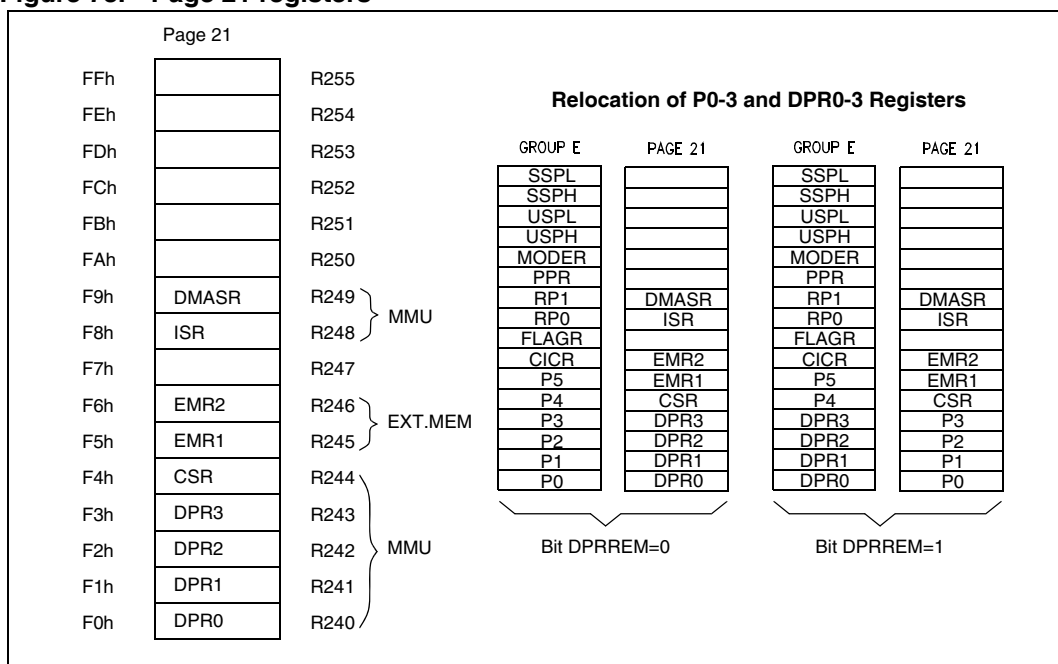 Figure Page 21 registers
Page 21
FFh R255
FEh R254
FDh R253
FCh R252
FBh R251
FAh R250
F9h DMASR R249
F8h ISR R248
MMU
F7h R247
F6h EMR2 R246
F5h EMR1 R245
EXT.MEM
F4h CSR R244
F3h DPR3 R243
F2h DPR2 R242
F1h DPR1 R241
F0h DPR0 R240
MMU
Relocation of P0-3 and DPR0-3 Registers
GROUP E PAGE 21 GROUP E PAGE 21
SSPL SSPL
SSPH SSPH
USPL USPL
USPH USPH
MODER MODER
PPR PPR
RP1 DMASR RP1 DMASR
RP0 ISR RP0 ISR
FLAGR FLAGR
CICR EMR2 CICR EMR2
P5 EMR1 P5 EMR1
P4 CSR P4 CSR
P3 DPR3 DPR3 P3
P2 DPR2 DPR2 P2
P1 DPR1 DPR1 P1
P0 DPR0 DPR0 P0
Bit DPRREM=0 Bit DPRREM=1